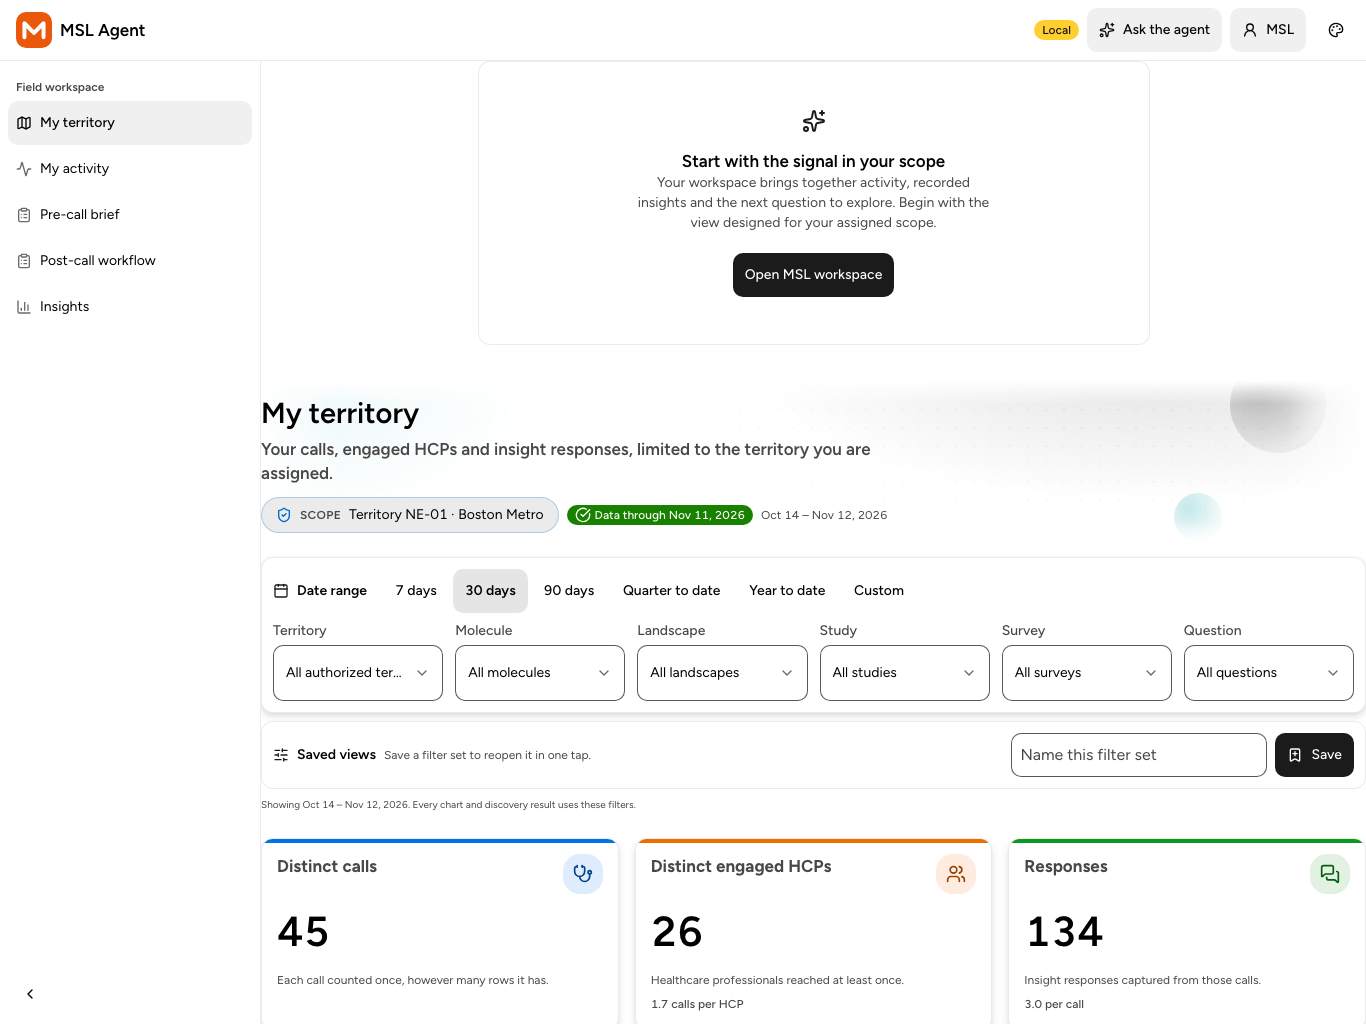 MSL Agent
Local
Ask the agent
MSL
Field workspace
My territory
My activity
Pre-call brief
Post-call workflow
Insights
Start with the signal in your scope
Your workspace brings together activity, recorded
insights and the next question to explore. Begin with the
view designed for your assigned scope.
Open MSL workspace
My territory
Your calls, engaged HCPs and insight responses, limited to the territory you are
assigned.
SCOPE Territory NE-01 · Boston Metro
Data through Nov 11, 2026
Oct 14 – Nov 12, 2026
Date range
7 days
30 days
90 days
Quarter to date
Year to date
Custom
Territory
Molecule
Landscape
Study
Survey
Question
All authorized ter...
All molecules
All landscapes
All studies
All surveys
All questions
Saved views
Save a filter set to reopen it in one tap.
Name this filter set
Save
Showing Oct 14 – Nov 12, 2026. Every chart and discovery result uses these filters.
Distinct calls
45
Each call counted once, however many rows it has.
Distinct engaged HCPs
26
Healthcare professionals reached at least once.
1.7 calls per HCP
Responses
134
Insight responses captured from those calls.
3.0 per call